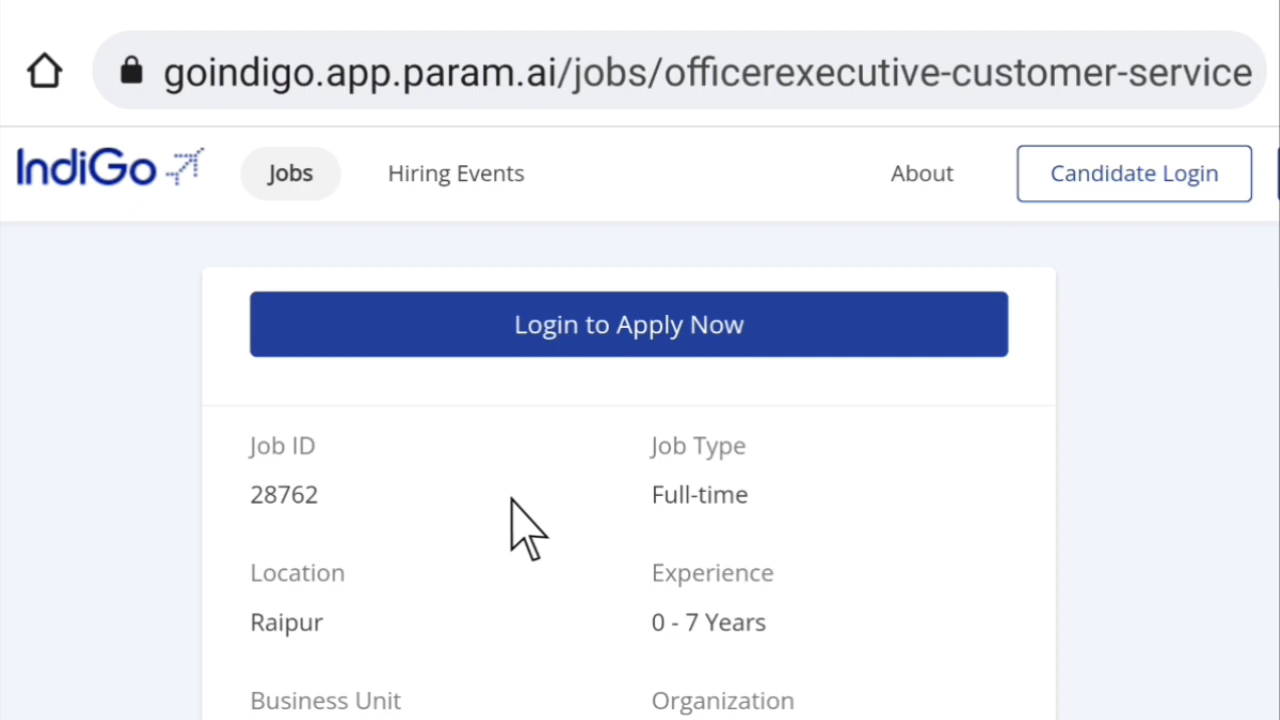 goindigo.app.param.ai/jobs/officerexecutive-customer-service
IndiGo Jobs Hiring Events About Candidate Login
Login to Apply Now
Job ID Job Type
28762 Full-time
Location Experience
Raipur 0 - 7 Years
Business Unit Organization